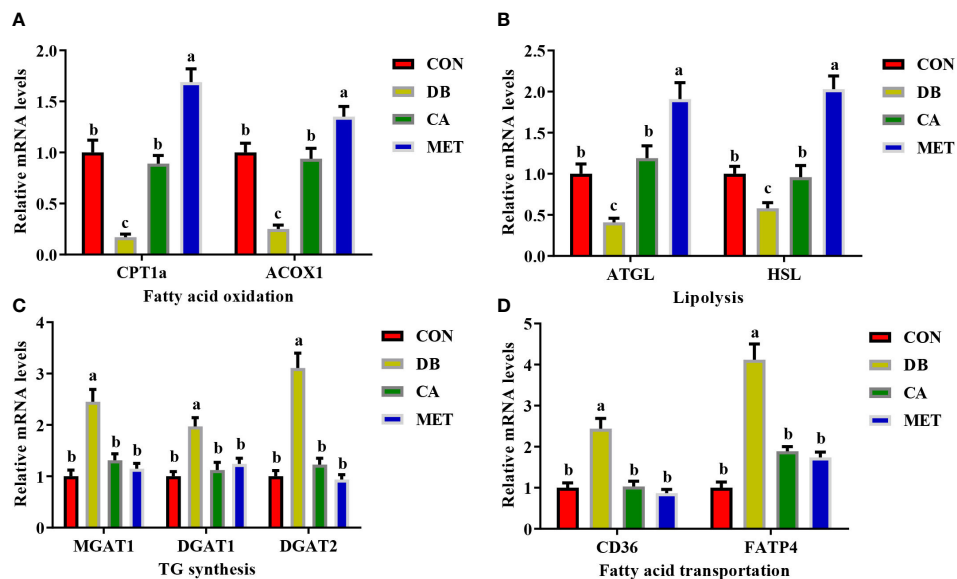 A
Relative mRNA levels
2.0
1.5
1.0
0.5
0.0
b
c
b
a
b
c
b
a
CPT1a
ACOX1
Fatty acid oxidation
CON
DB
CA
MET
B
Relative mRNA levels
2.5
2.0
1.5
1.0
0.5
0.0
b
c
b
a
b
c
b
a
ATGL
HSL
Lipolysis
CON
DB
CA
MET
C
Relative mRNA levels
4
3
2
1
0
b
a
b
b
b
a
b
b
b
a
b
b
MGAT1
DGAT1
DGAT2
TG synthesis
CON
DB
CA
MET
D
Relative mRNA levels
5
4
3
2
1
0
b
a
b
b
b
a
b
b
CD36
FATP4
Fatty acid transportation
CON
DB
CA
MET